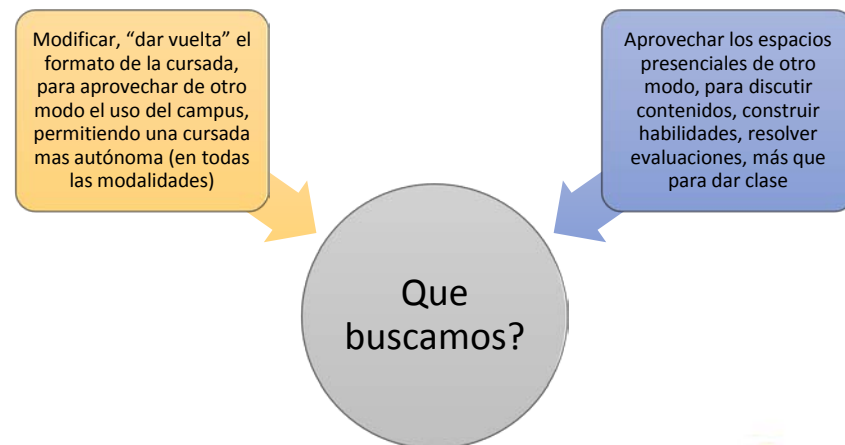 Modificar, “dar vuelta” el
formato de la cursada,
para aprovechar de otro
modo el uso del campus,
permitiendo una cursada
mas autónoma (en todas
las modalidades)
Aprovechar los espacios
presenciales de otro
modo, para discutir
contenidos, construir
habilidades, resolver
evaluaciones, más que
para dar clase
Que
buscamos?